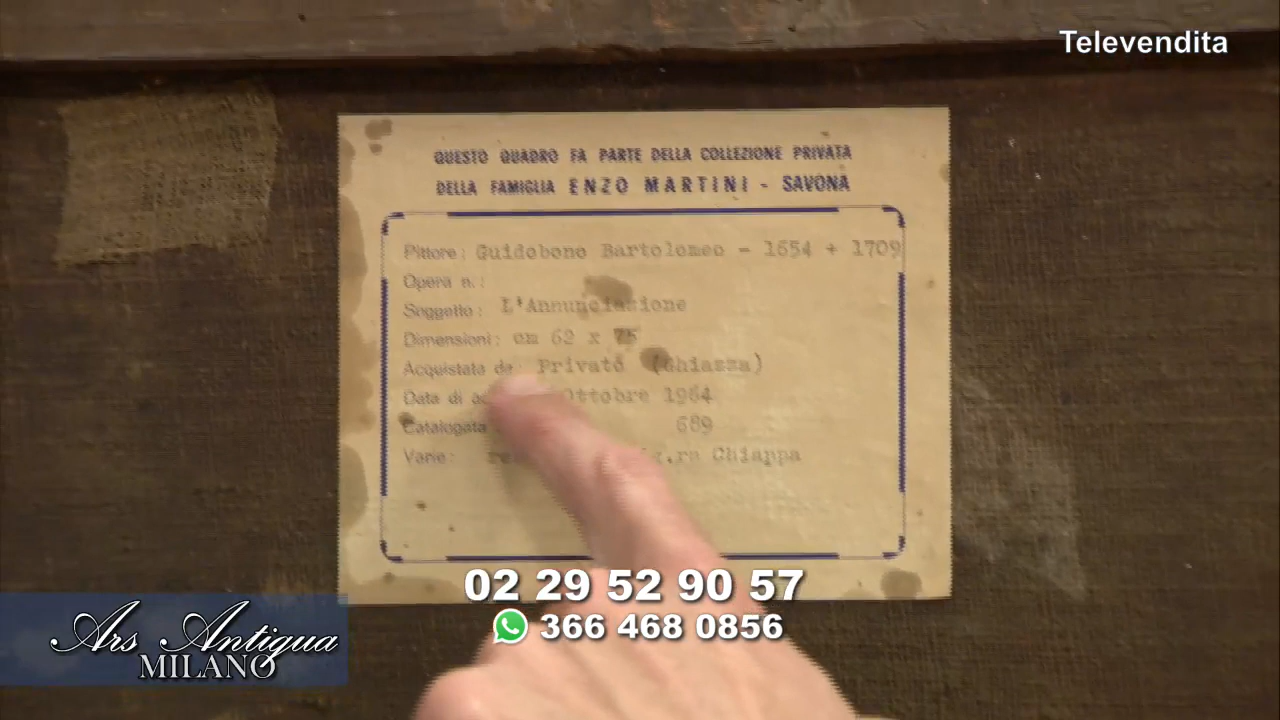 Televendita
QUESTO QUADRO FA PARTE DELLA COLLEZIONE PRIVATA
DELLA FAMIGLIA ENZO MARTINI - SAVONA
Pittore: Guidobono Bartolomeo - 1654 + 1709
Opera n.:
Soggetto: L'Annunciazione
Dimensioni: cm 62 x 75
Acquistata da: Privato (Chiazza)
Data di Ottobre 1964
Catalogata 689
Varie: Chiappa
02 29 52 90 57
366 468 0856
Ars Antiqua
MILANO